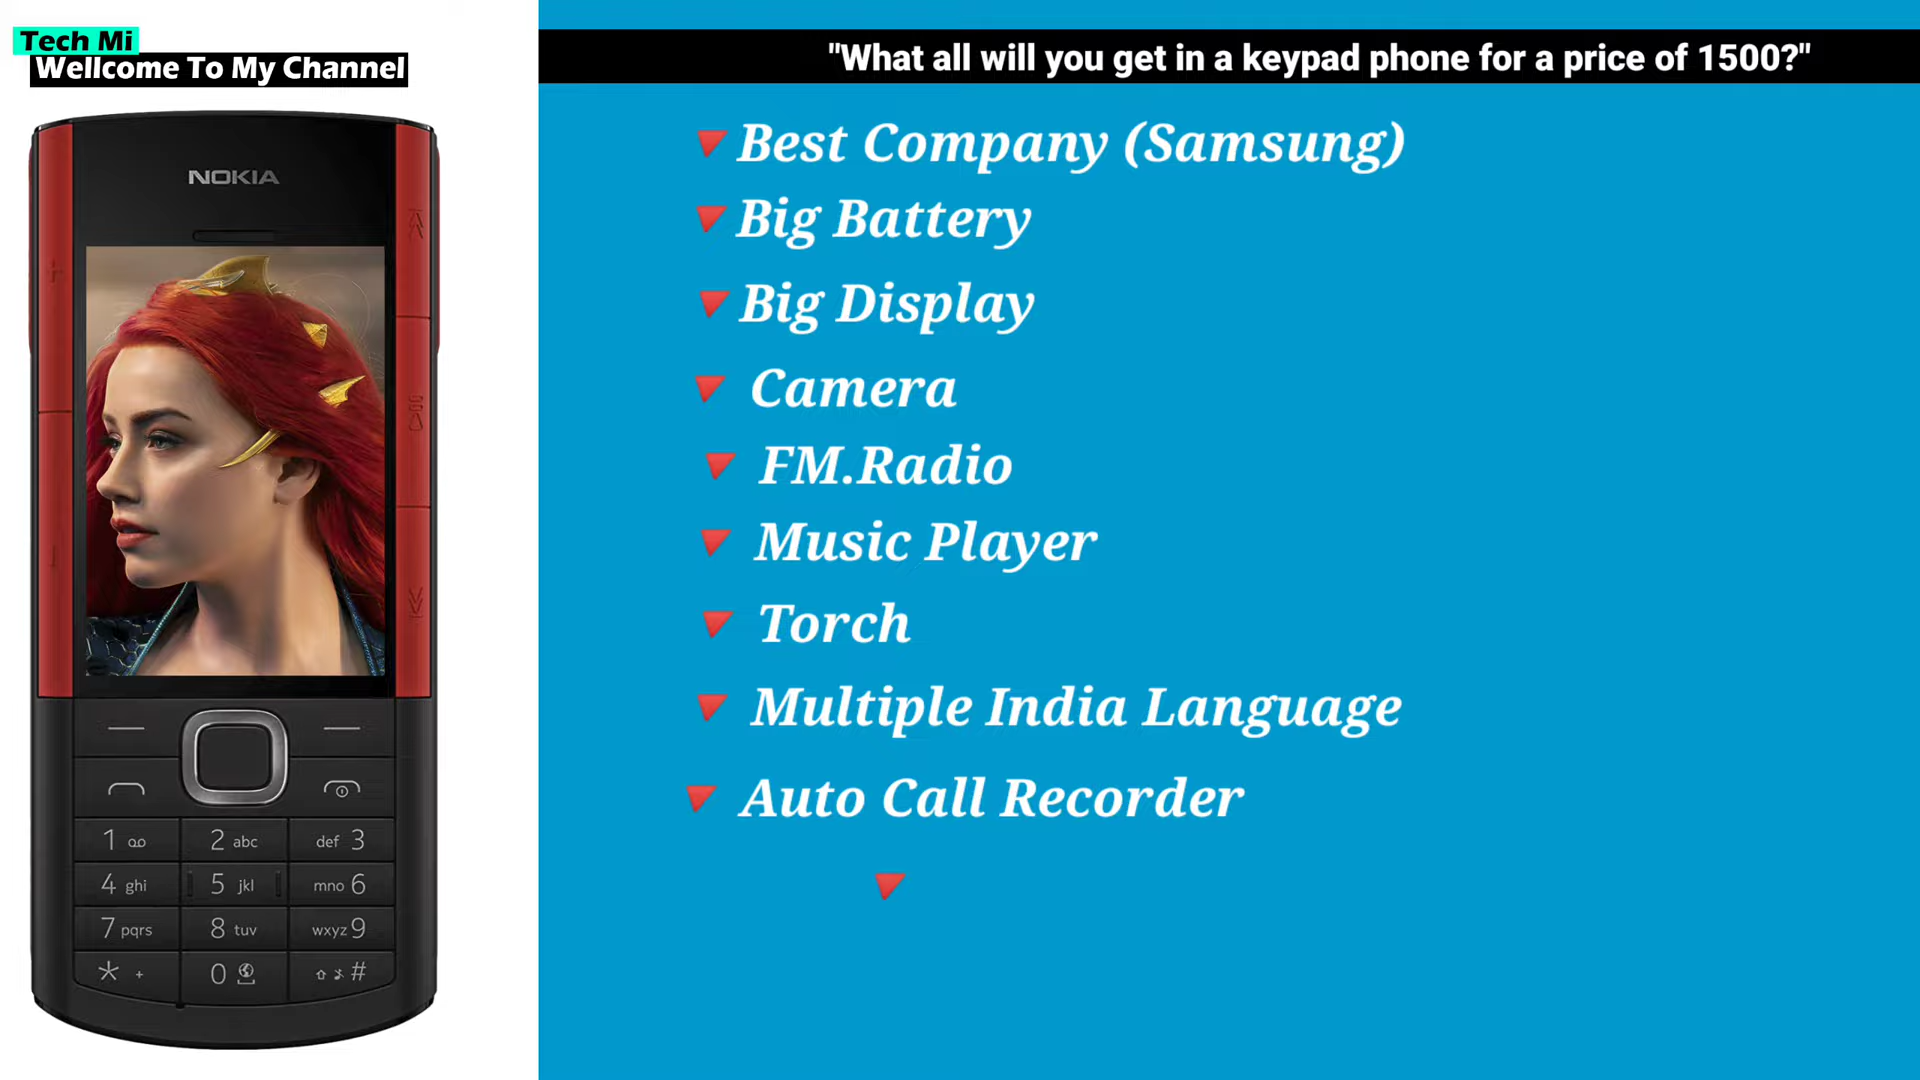 Tech Mi
Wellcome To My Channel
"What all will you get in a keypad phone for a price of 1500?"
NOKIA
Best Company (Samsung)
Big Battery
Big Display
Camera
FM.Radio
Music Player
Torch
Multiple India Language
Auto Call Recorder
1
2 abc def 3
4 ghi 5 jkl mno 6
7 pqrs 8 tuv wxyz 9
* + 0 #